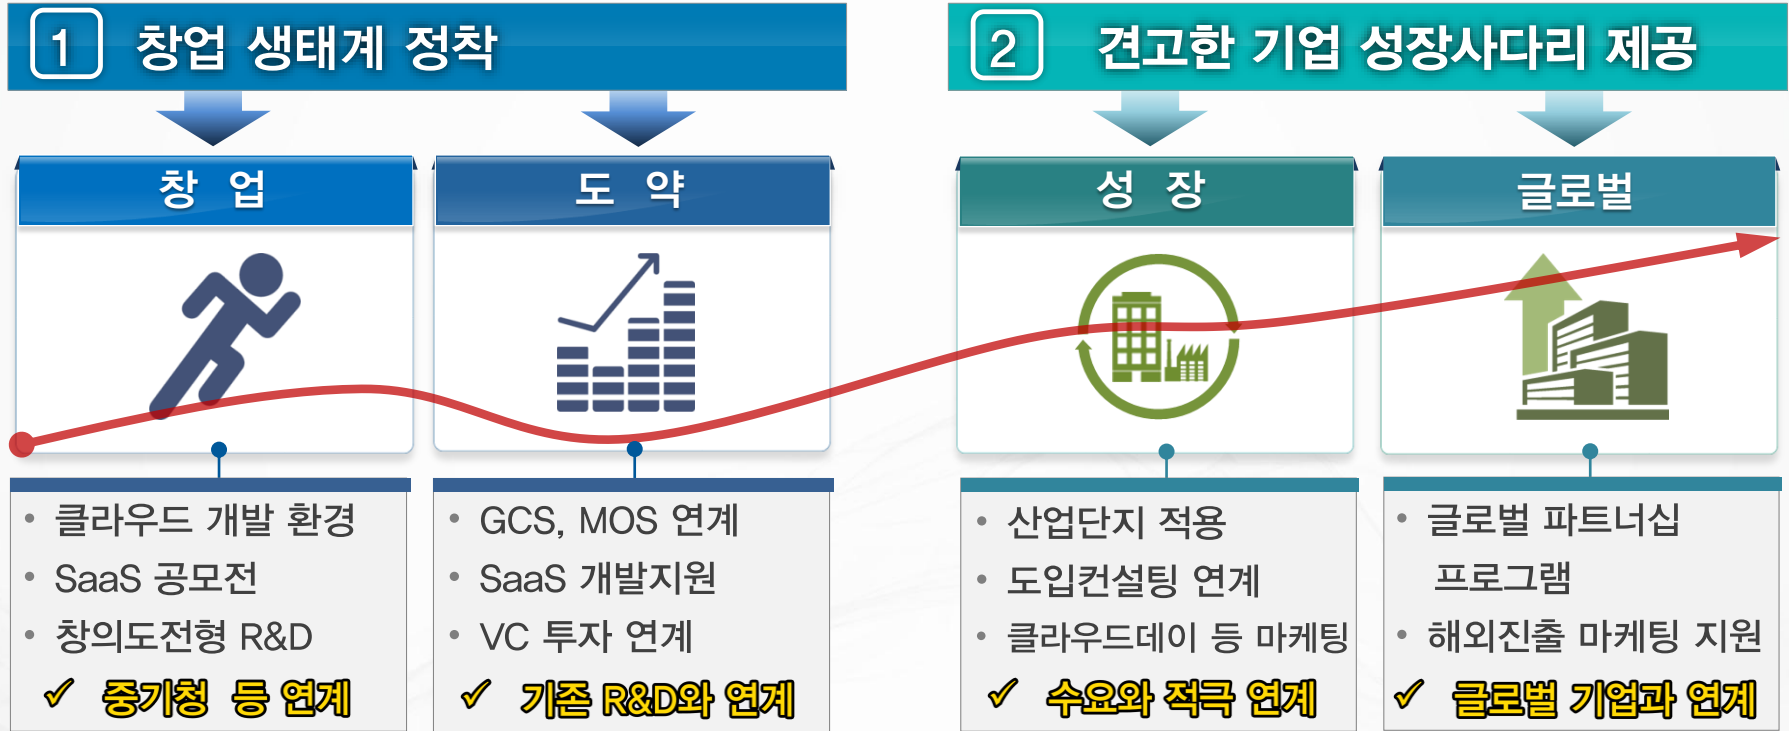 1 창업 생태계 정착
2 견고한 기업 성장사다리 제공
창 업
• 클라우드 개발 환경
• SaaS 공모전
• 창의도전형 R&D
✓ 중기청 등 연계
도 약
• GCS, MOS 연계
• SaaS 개발지원
• VC 투자 연계
✓ 기존 R&D와 연계
성 장
• 산업단지 적용
• 도입컨설팅 연계
• 클라우드데이 등 마케팅
✓ 수요와 적극 연계
글로벌
• 글로벌 파트너십
프로그램
• 해외진출 마케팅 지원
✓ 글로벌 기업과 연계